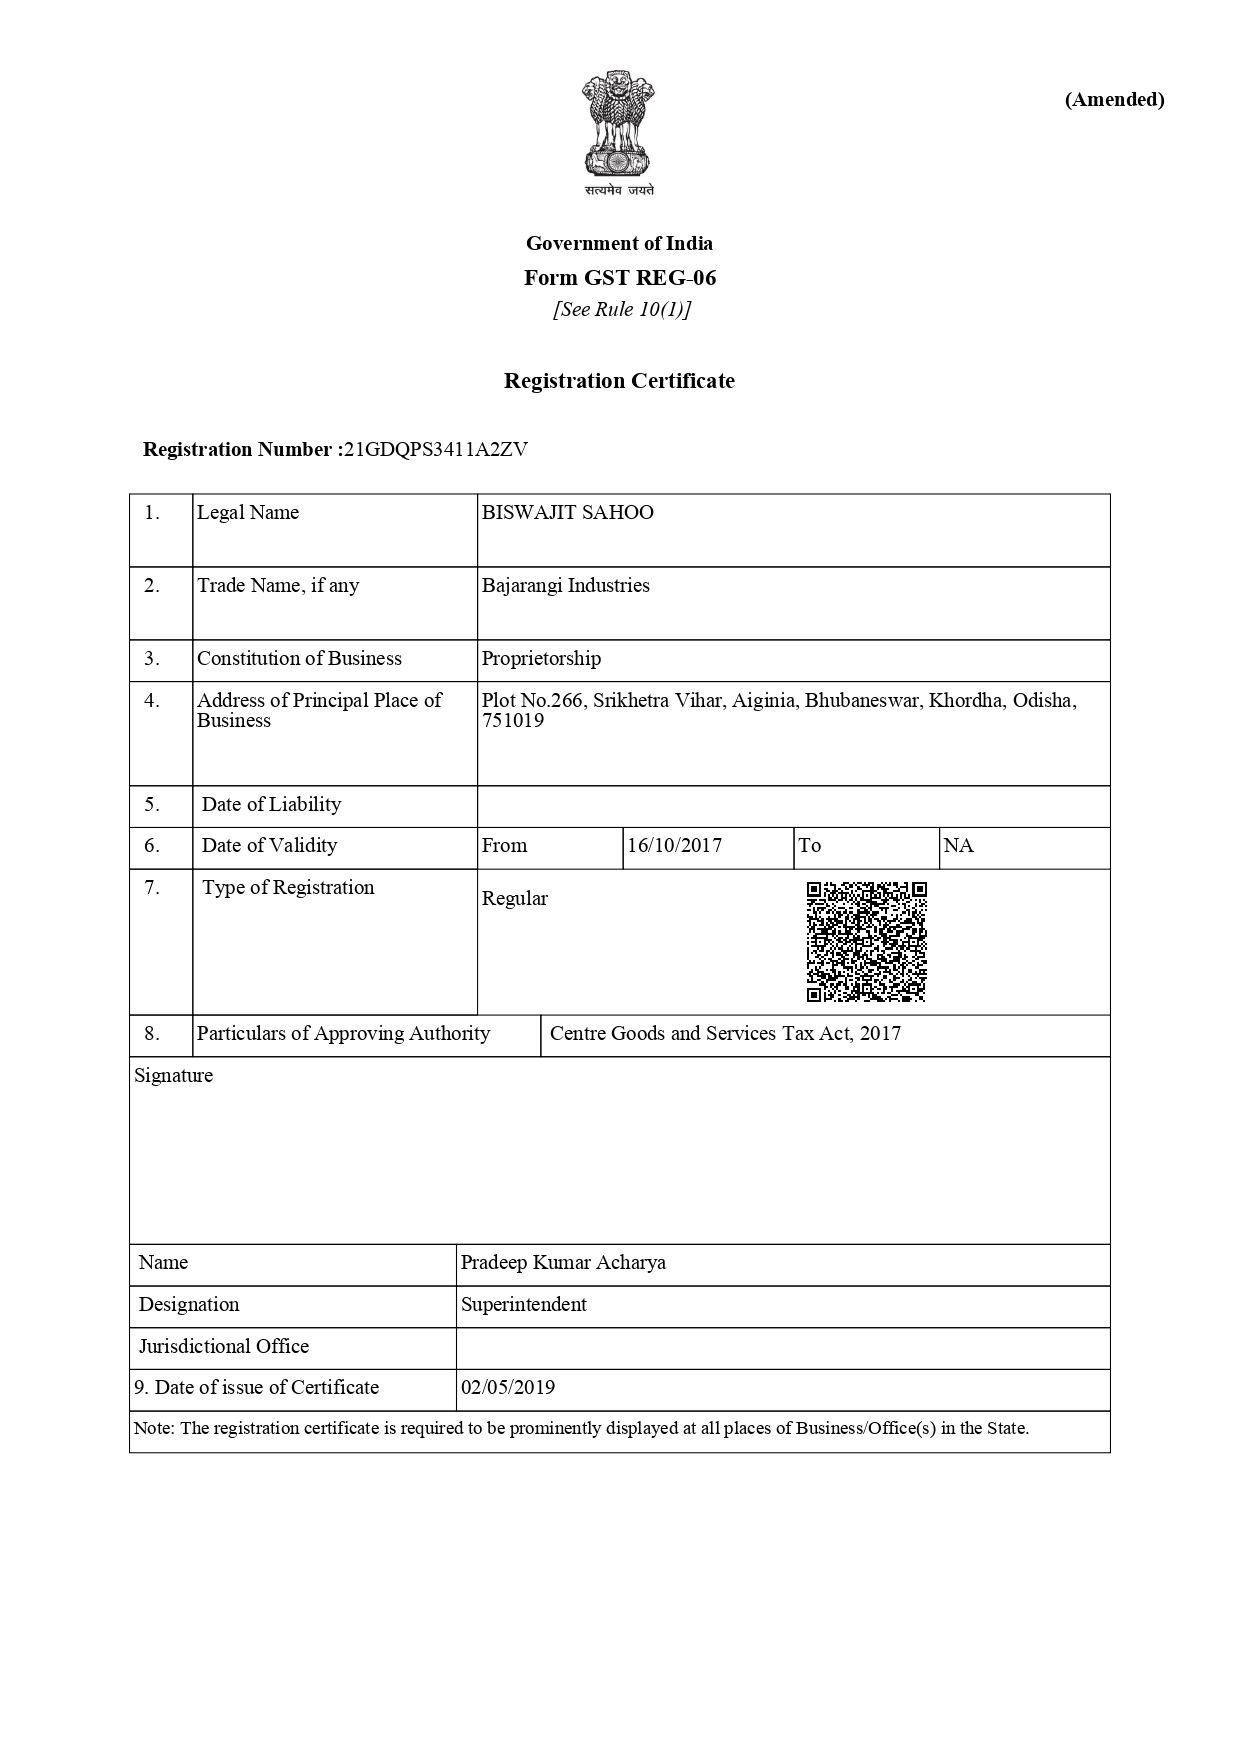 (Amended)
सत्यमेव जयते
Government of India
Form GST REG-06
[See Rule 10(1)]
Registration Certificate
Registration Number :21GDQPS3411A2ZV
1. Legal Name BISWAJIT SAHOO
2. Trade Name, if any Bajarangi Industries
3. Constitution of Business Proprietorship
4. Address of Principal Place of Plot No.266, Srikhetra Vihar, Aiginia, Bhubaneswar, Khordha, Odisha,
Business 751019
5. Date of Liability
6. Date of Validity From 16/10/2017 To NA
7. Type of Registration Regular
8. Particulars of Approving Authority Centre Goods and Services Tax Act, 2017
Signature
Name Pradeep Kumar Acharya
Designation Superintendent
Jurisdictional Office
9. Date of issue of Certificate 02/05/2019
Note: The registration certificate is required to be prominently displayed at all places of Business/Office(s) in the State.